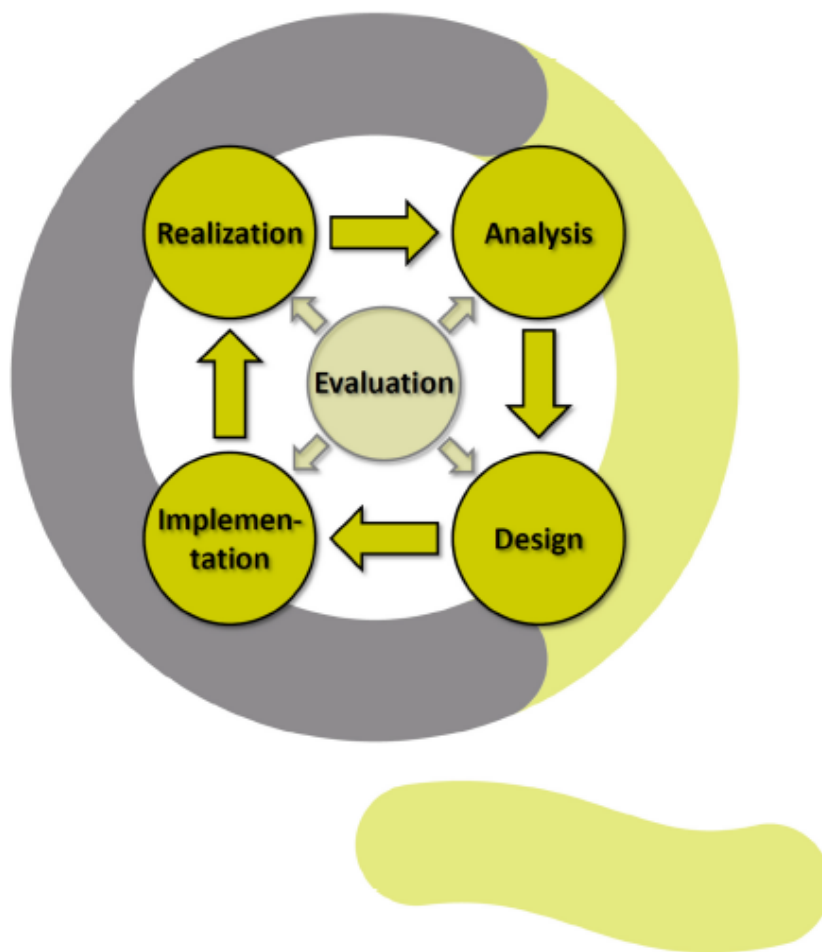 Realization
Analysis
Evaluation
Implemen-
tation
Design